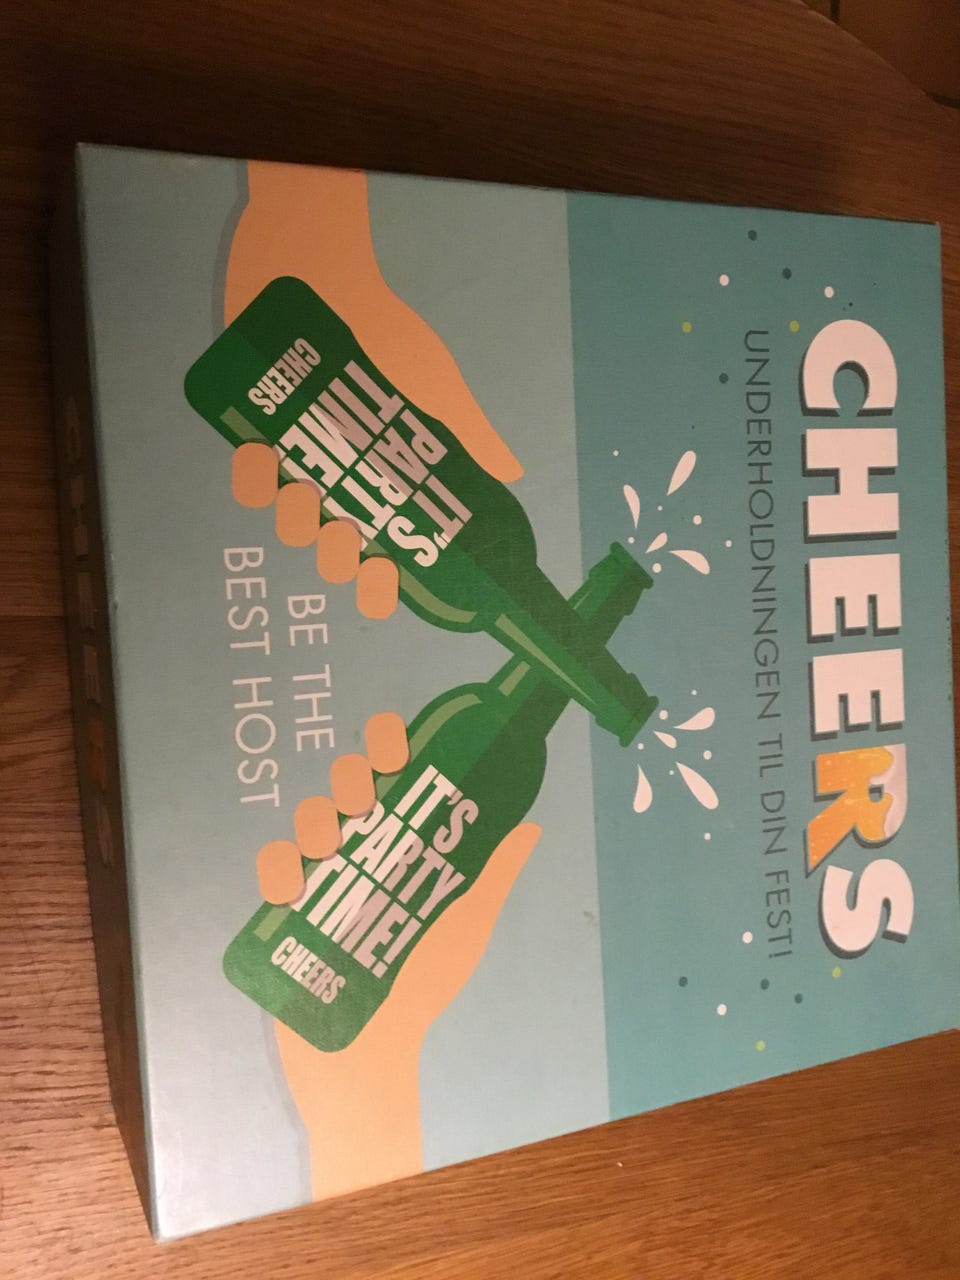 CHEERS
UNDERHOLDNINGEN TIL DIN FEST!
IT'S
PARTY
TIME!
CHEERS
IT'S
PARTY
TIME!
CHEERS
BE THE
BEST HOST
CHEERS